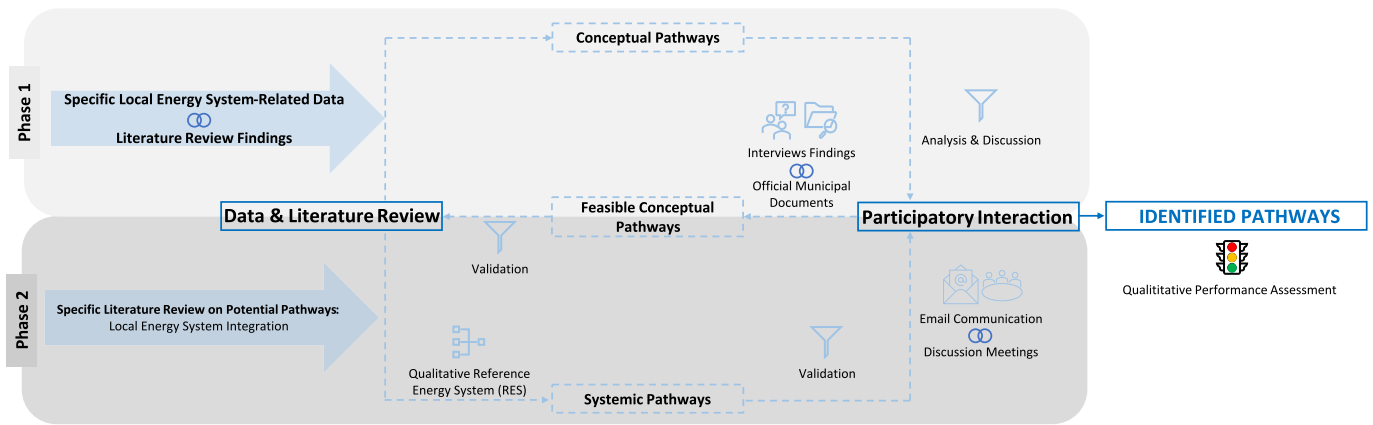 Phase 1
Specific Local Energy System-Related Data
Literature Review Findings
Conceptual Pathways
Interviews Findings
Official Municipal
Documents
Analysis & Discussion
Data & Literature Review
Feasible Conceptual
Pathways
Participatory Interaction
IDENTIFIED PATHWAYS
Qualititative Performance Assessment
Validation
Phase 2
Specific Literature Review on Potential Pathways:
Local Energy System Integration
Qualitative Reference
Energy System (RES)
Systemic Pathways
Validation
Email Communication
Discussion Meetings